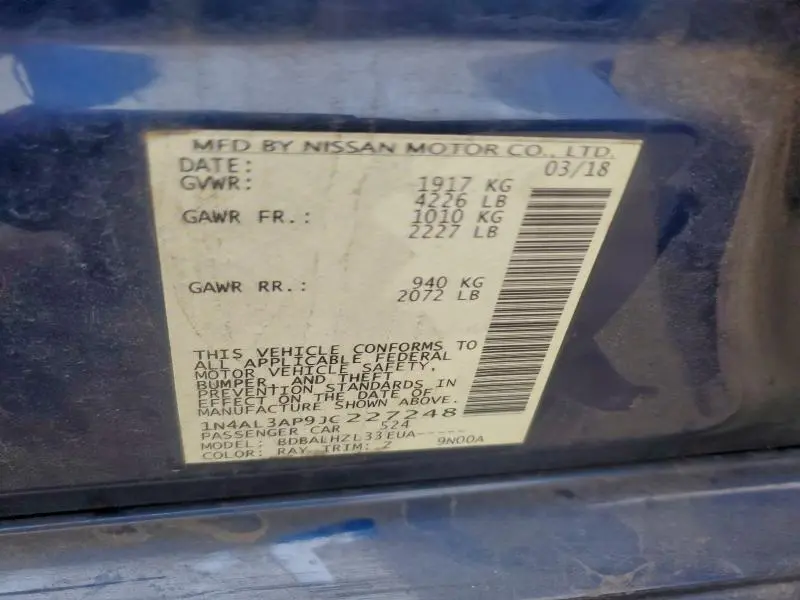 MFD BY NISSAN MOTOR CO., LTD.
DATE: 03/18
GVWR: 1917 KG
4226 LB
GAWR FR.: 1010 KG
2227 LB
GAWR RR.: 940 KG
2072 LB
THIS VEHICLE CONFORMS TO
ALL APPLICABLE FEDERAL
MOTOR VEHICLE SAFETY,
BUMPER, AND THEFT
PREVENTION STANDARDS IN
EFFECT ON THE DATE OF
MANUFACTURE SHOWN ABOVE.
1N4AL3AP9JC227248
PASSENGER CAR 524
MODEL: BDBALHZL33EUA-----
COLOR: RAY TRIM: Z 9N00A